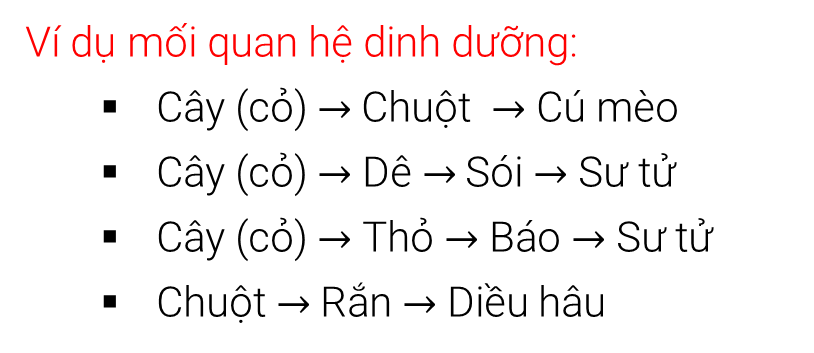 Ví dụ mối quan hệ dinh dưỡng:
▪ Cây (cỏ) → Chuột → Cú mèo
▪ Cây (cỏ) → Dê → Sói → Sư tử
▪ Cây (cỏ) → Thỏ → Báo → Sư tử
▪ Chuột → Rắn → Diều hâu